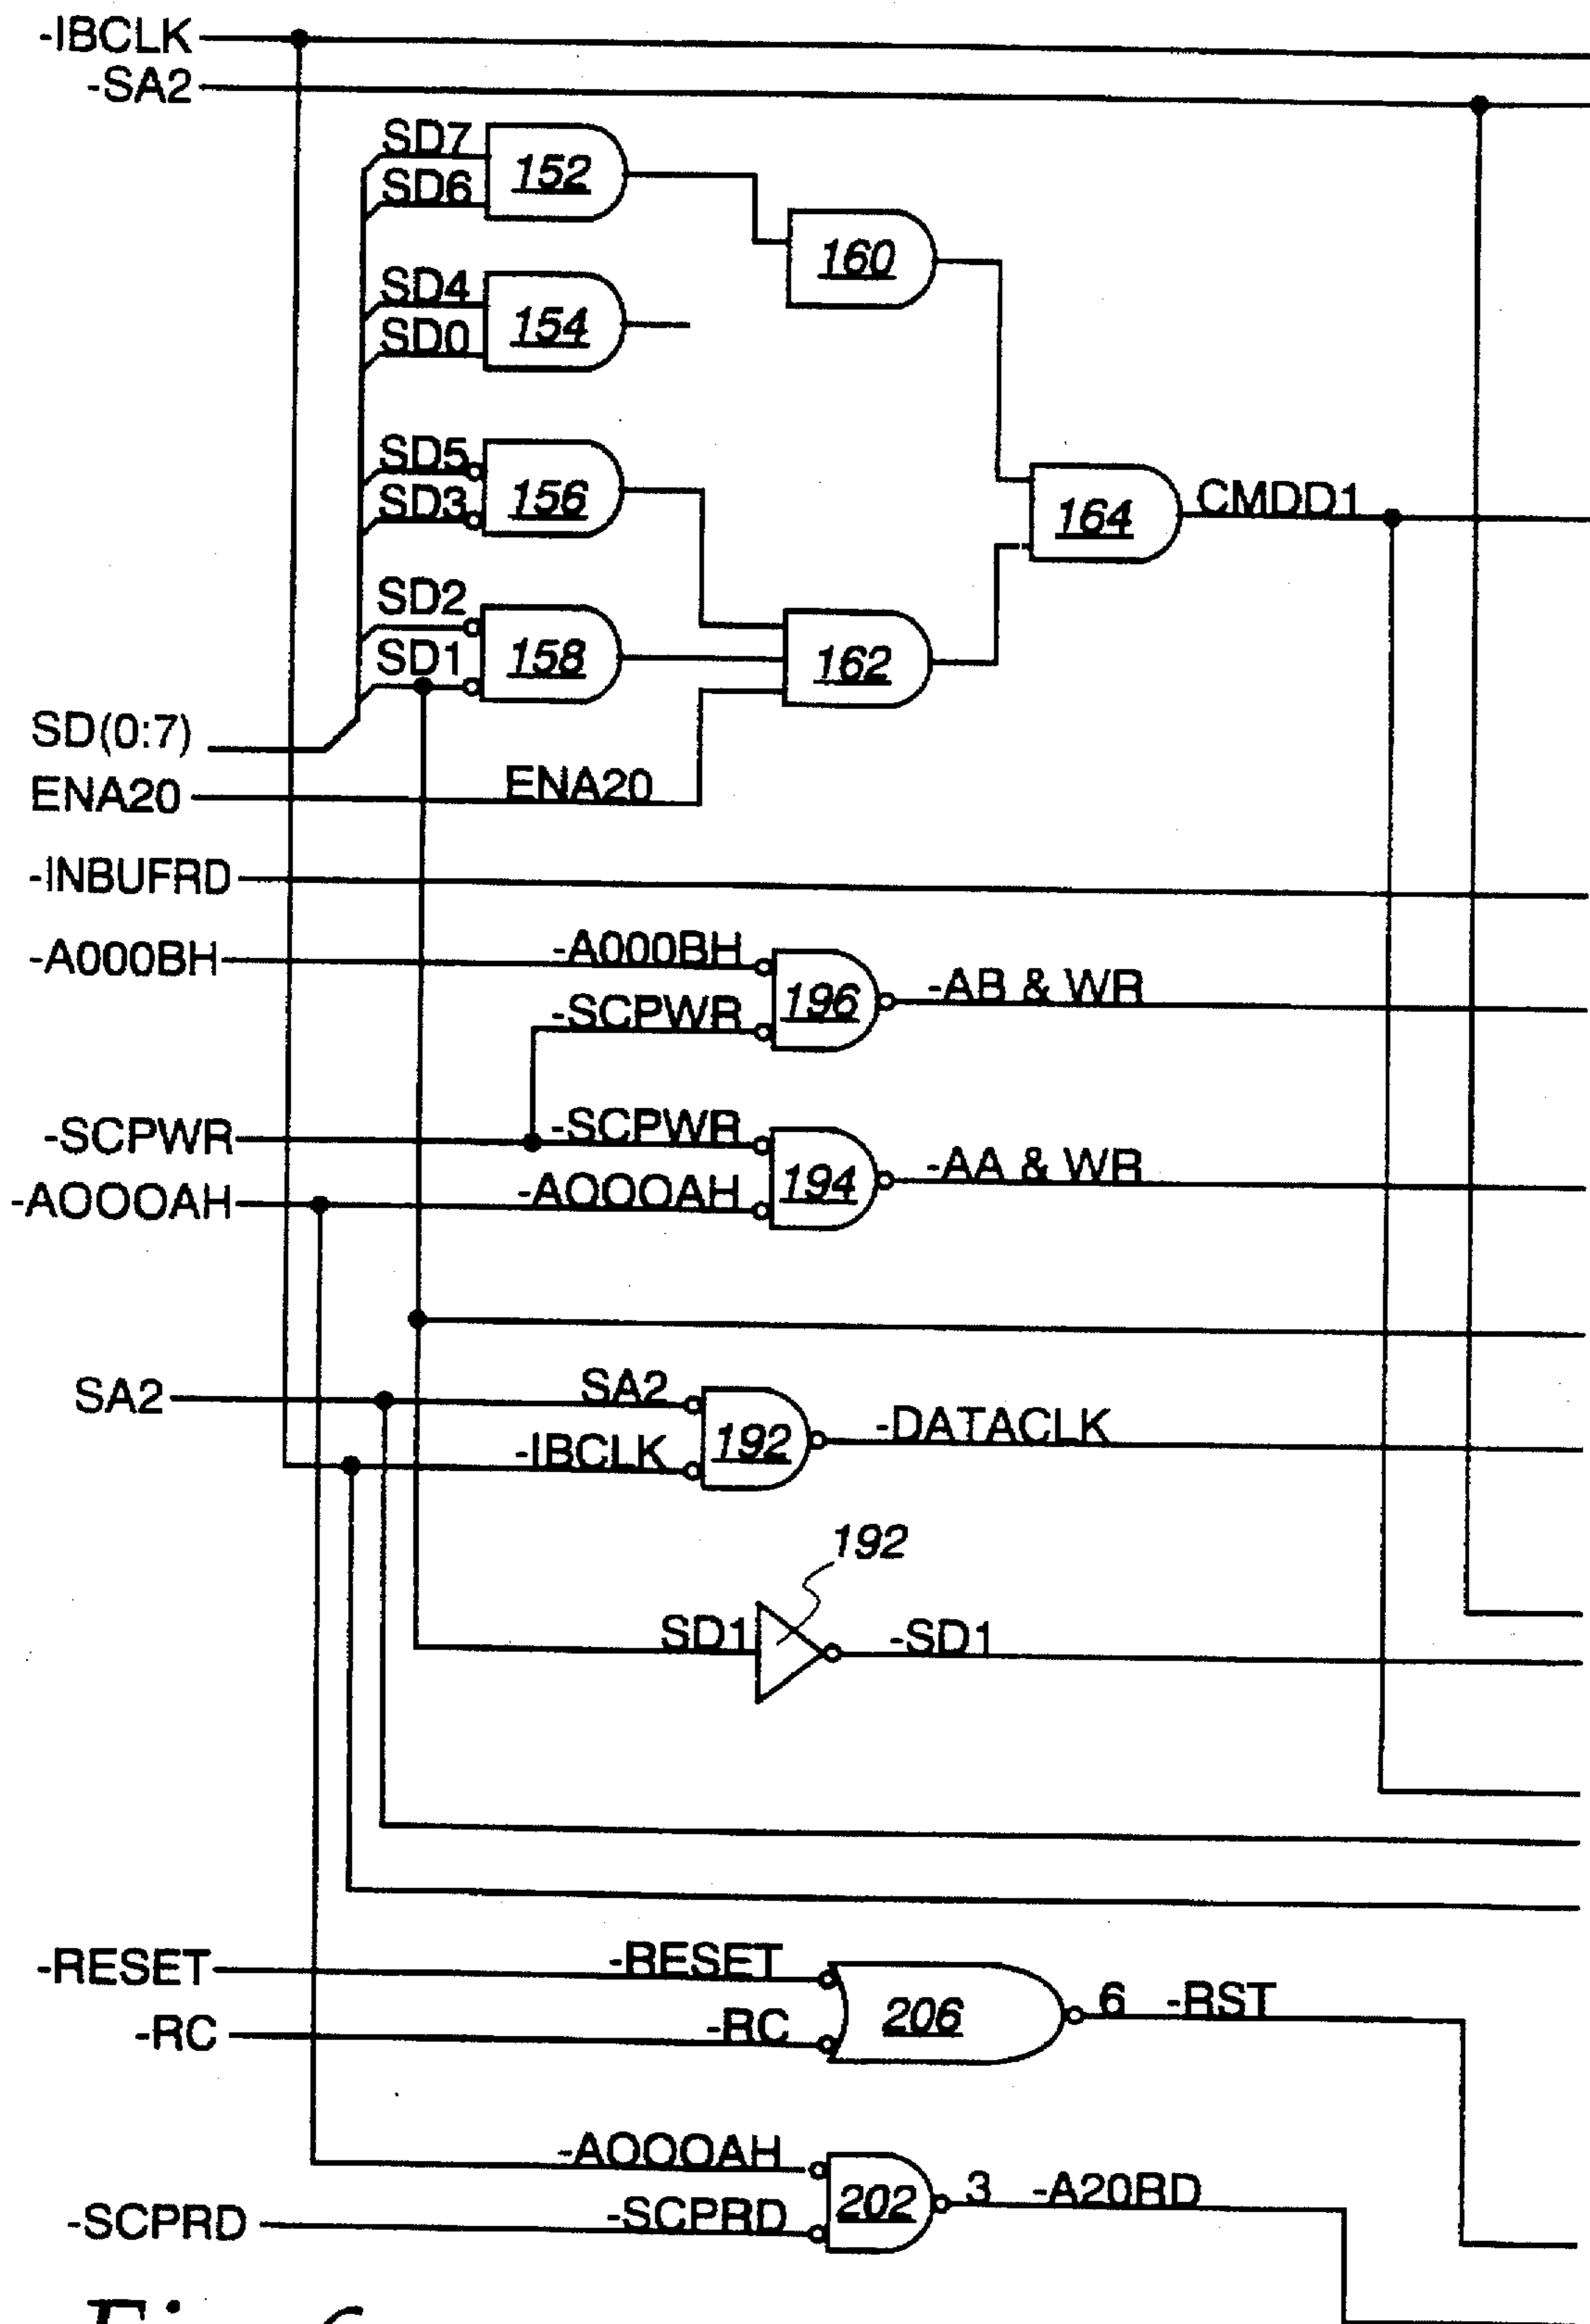 -IBCLK
-SA2
SD7
152
SD6
160
SD4
154
SD0
SD5
156
SD3
164
CMDD1
SD2
SD1
158
162
SD(0:7)
ENA20
ENA20
-INBUFRD
-A000BH
-A000BH
196
-AB & WR
-SCPWR
-SCPWR
-SCPWR
194
-AA & WR
-AOOOAH
-AOOOAH
SA2
SA2
192
-DATACLK
-IBCLK
192
SD1
-SD1
-RESET
-RESET
206
6
-RST
-RC
-RC
-AOOOAH
202
3
-A20RD
-SCPRD
-SCPRD